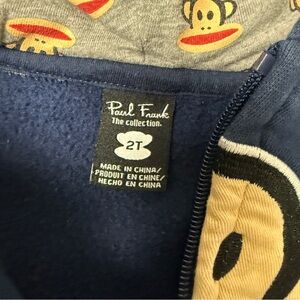 Paul Frank
The collection.
2T
MADE IN CHINA/
PRODUIT EN CHINE/
HECHO EN CHINA